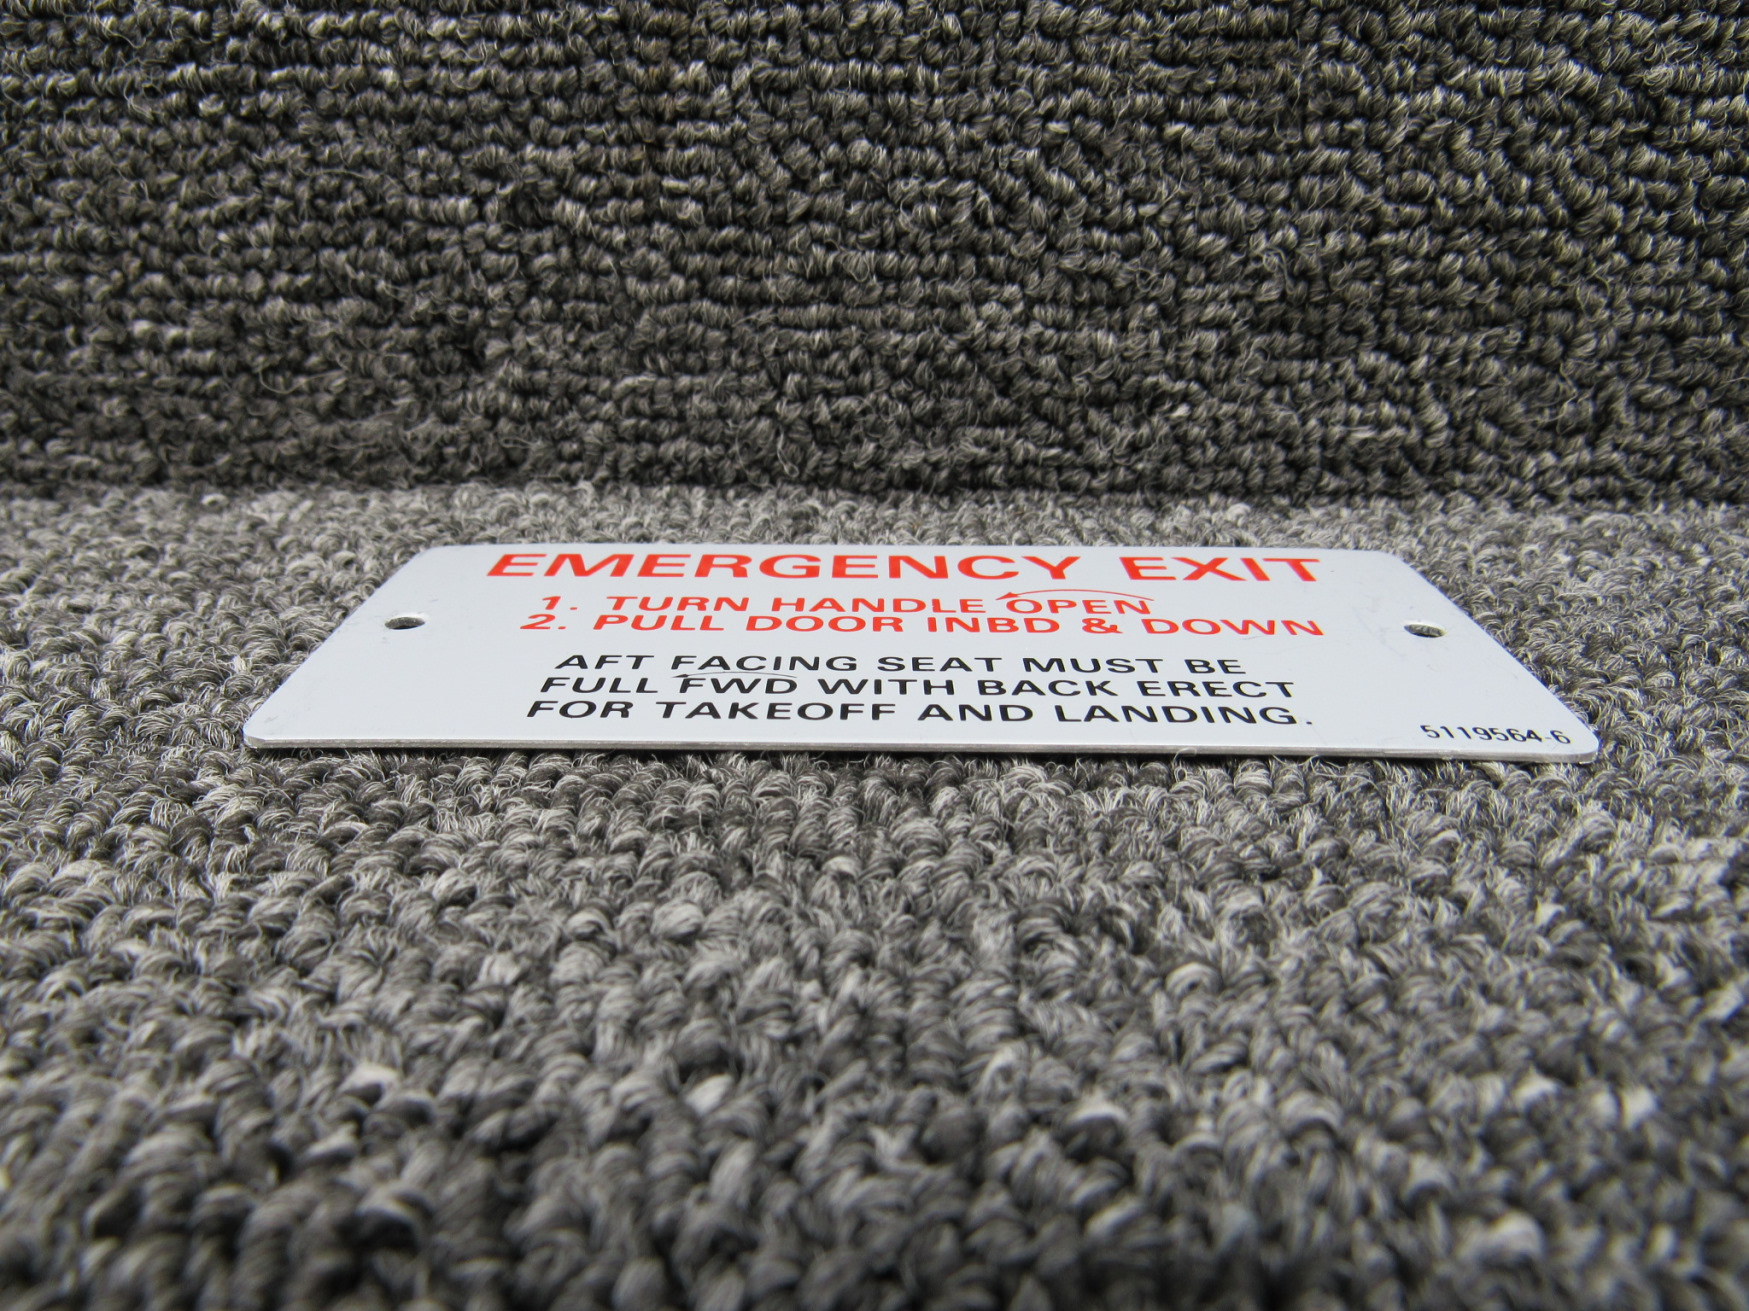 EMERGENCY EXIT
1. TURN HANDLE OPEN
2. PULL DOOR INBD & DOWN
AFT FACING SEAT MUST BE
FULL FWD WITH BACK ERECT
FOR TAKEOFF AND LANDING.
5119564-6